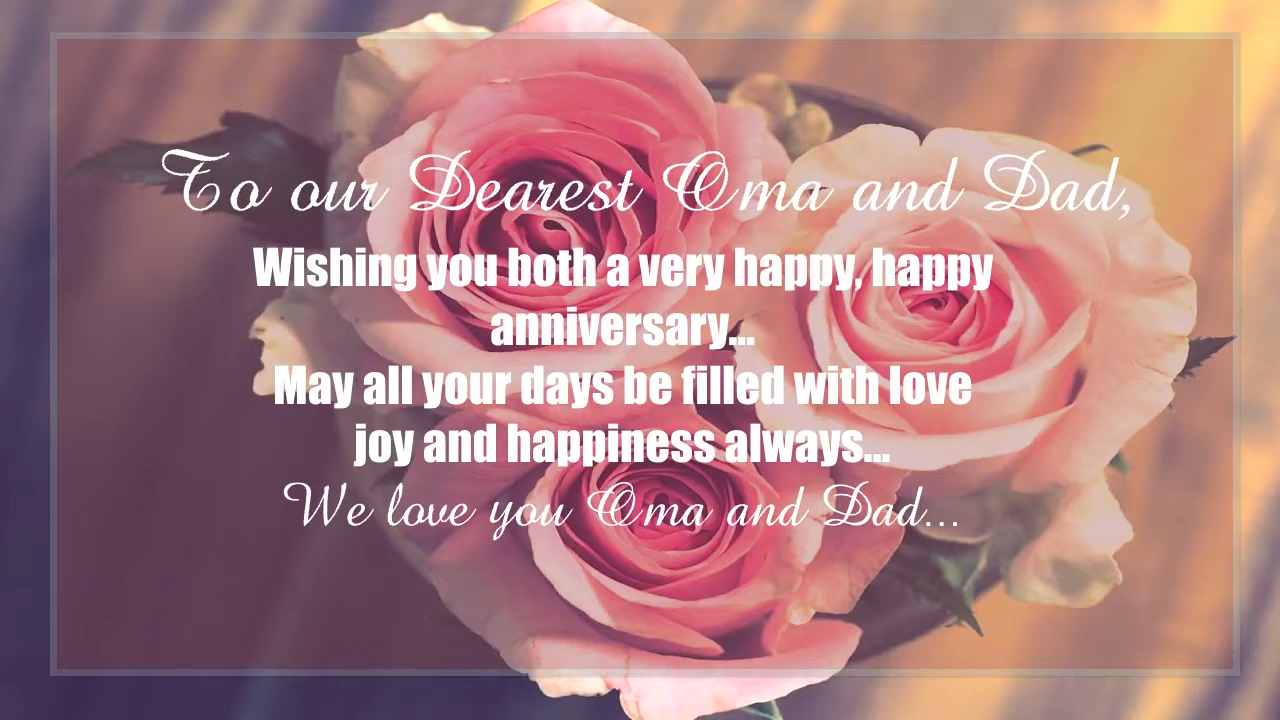 To our Dearest Oma and Dad,
Wishing you both a very happy, happy
anniversary...
May all your days be filled with love
joy and happiness always...
We love you Oma and Dad...